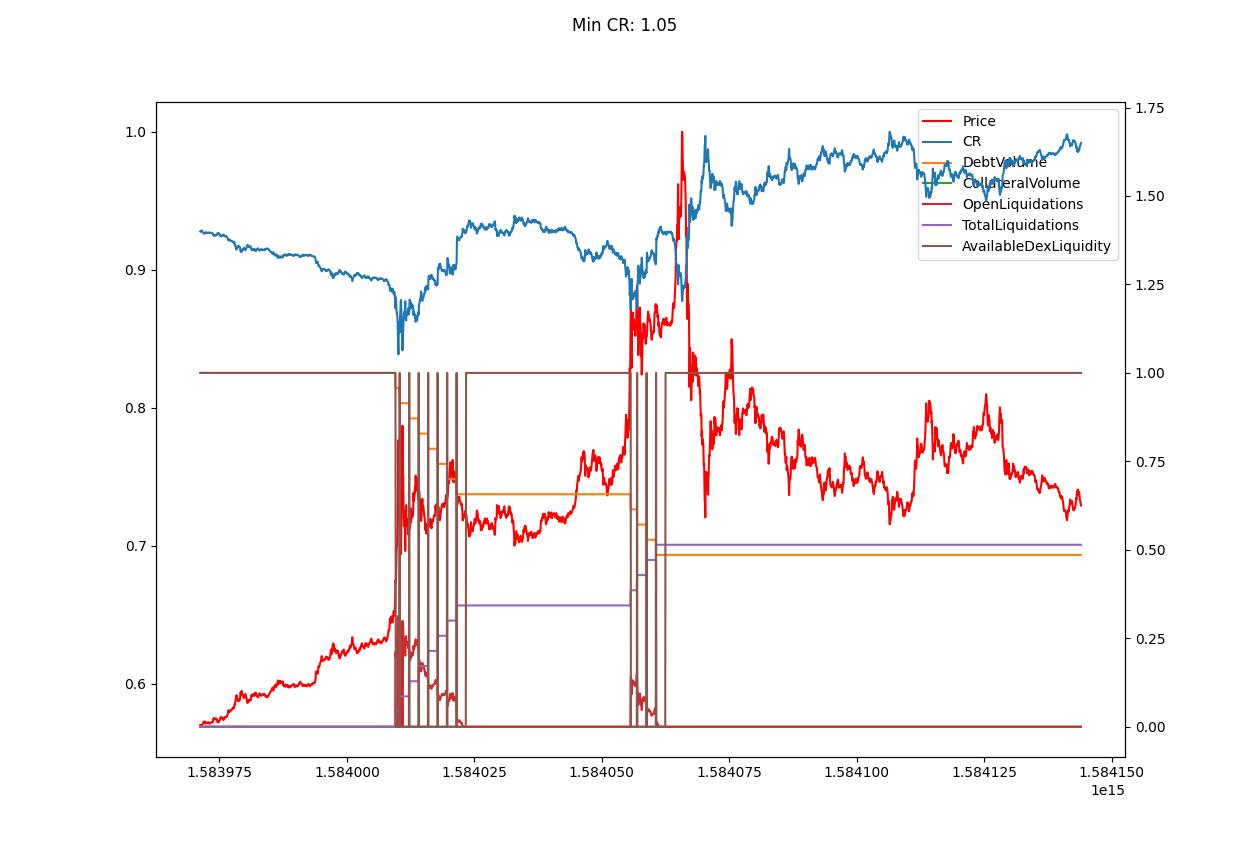 Min CR: 1.05
1.0
0.9
0.8
0.7
0.6
1.75
1.50
1.25
1.00
0.75
0.50
0.25
0.00
Price
CR
DebtVolume
CollateralVolume
OpenLiquidations
TotalLiquidations
AvailableDexLiquidity
1.583975 1.584000 1.584025 1.584050 1.584075 1.584100 1.584125 1.584150
1e15